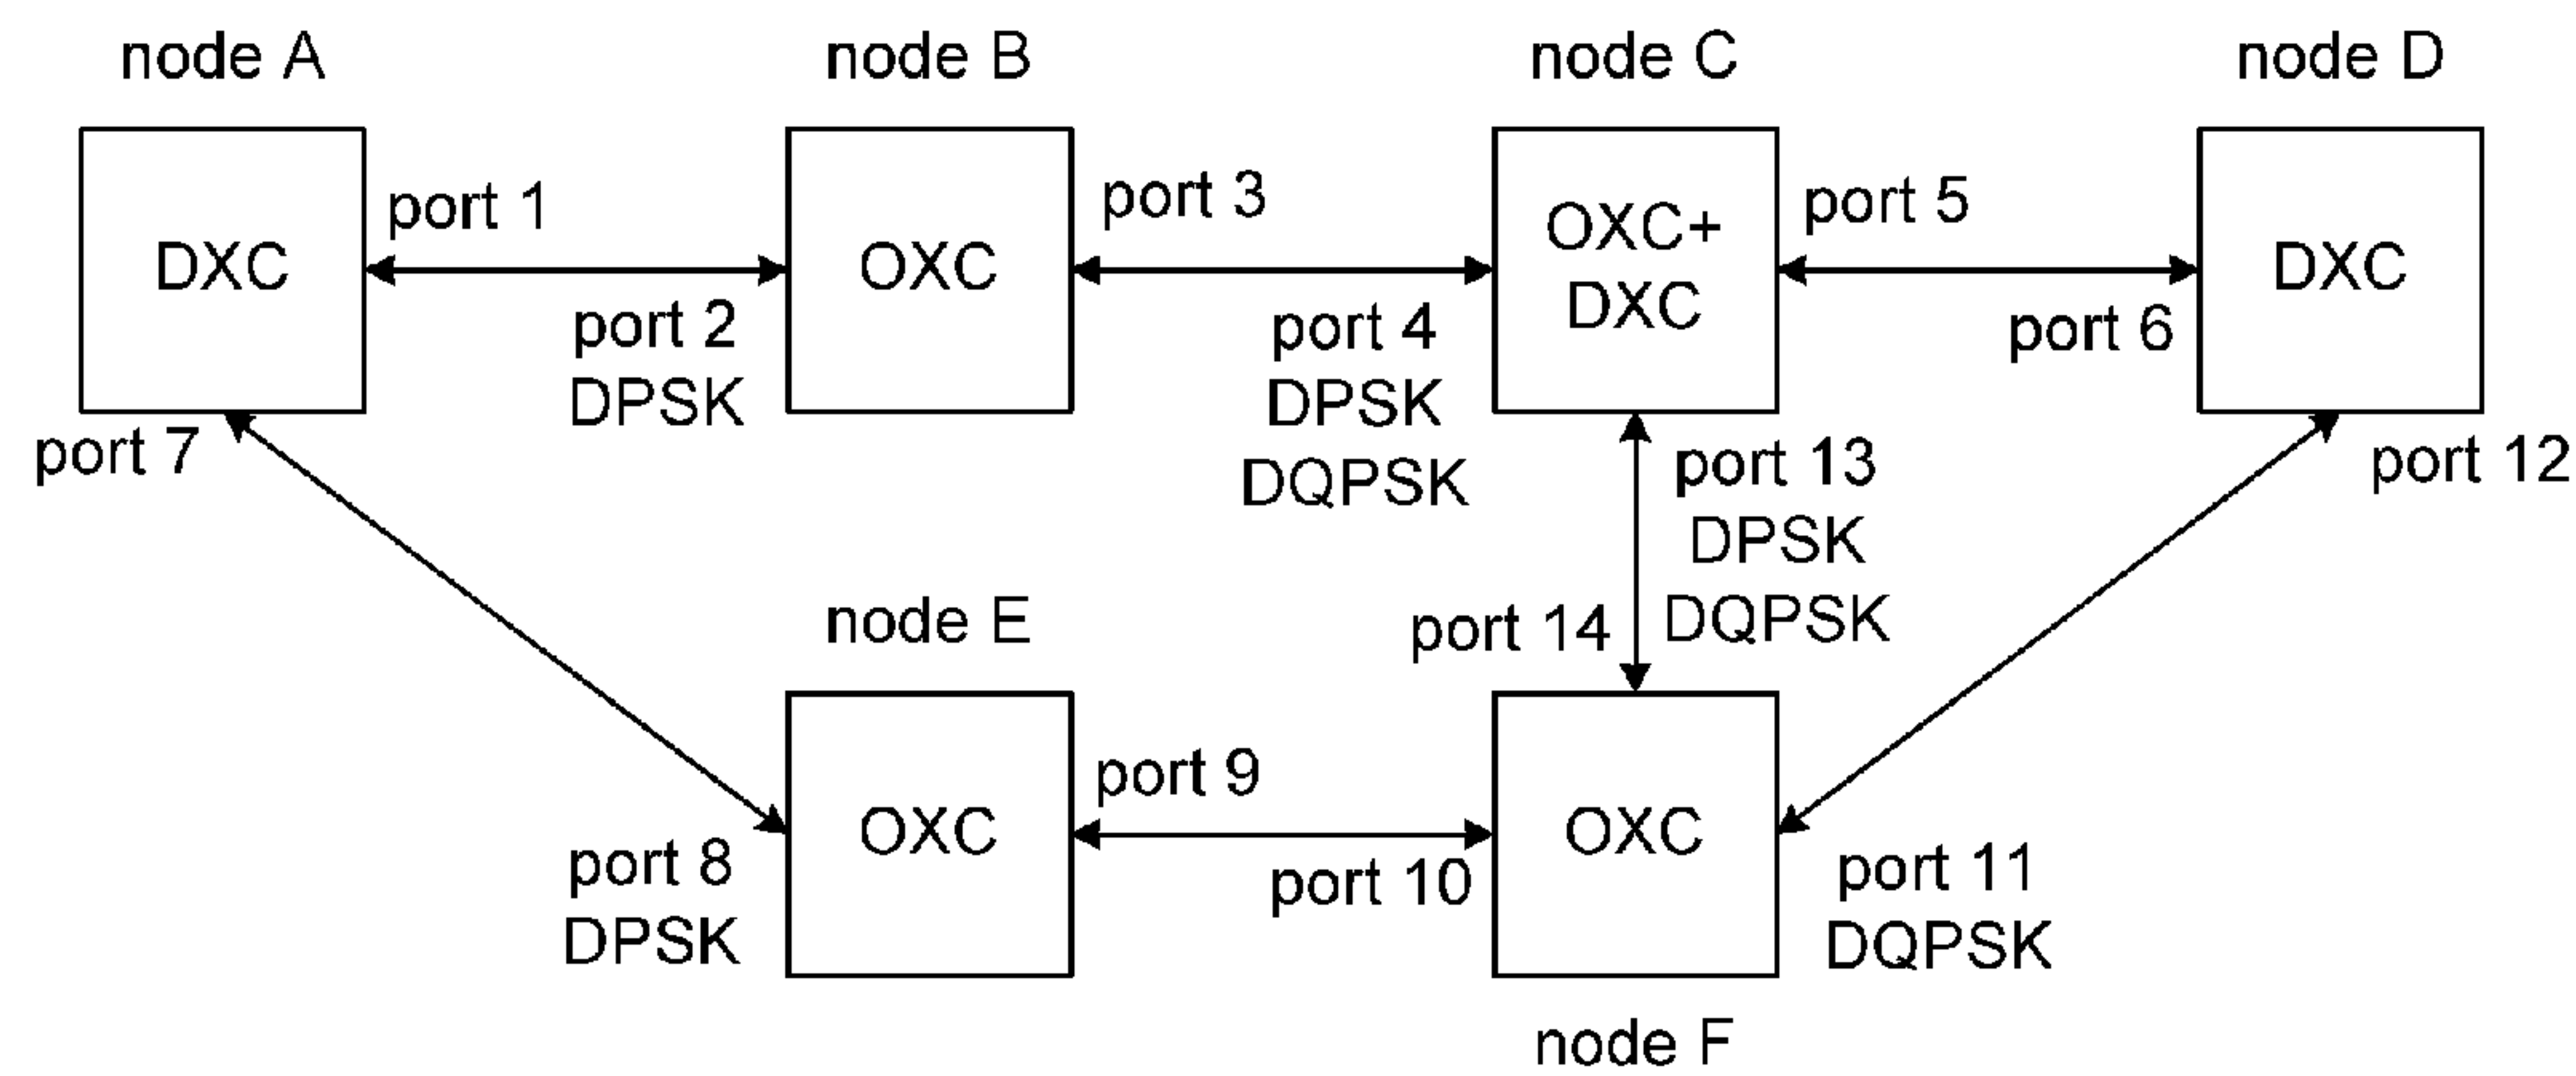 node A
node B
node C
node D
DXC
port 1
port 2
DPSK
OXC
port 3
port 4
DPSK
DQPSK
OXC+
DXC
port 5
port 6
DXC
port 7
port 12
port 13
DPSK
DQPSK
port 14
node E
port 8
DPSK
OXC
port 9
port 10
OXC
port 11
DQPSK
node F